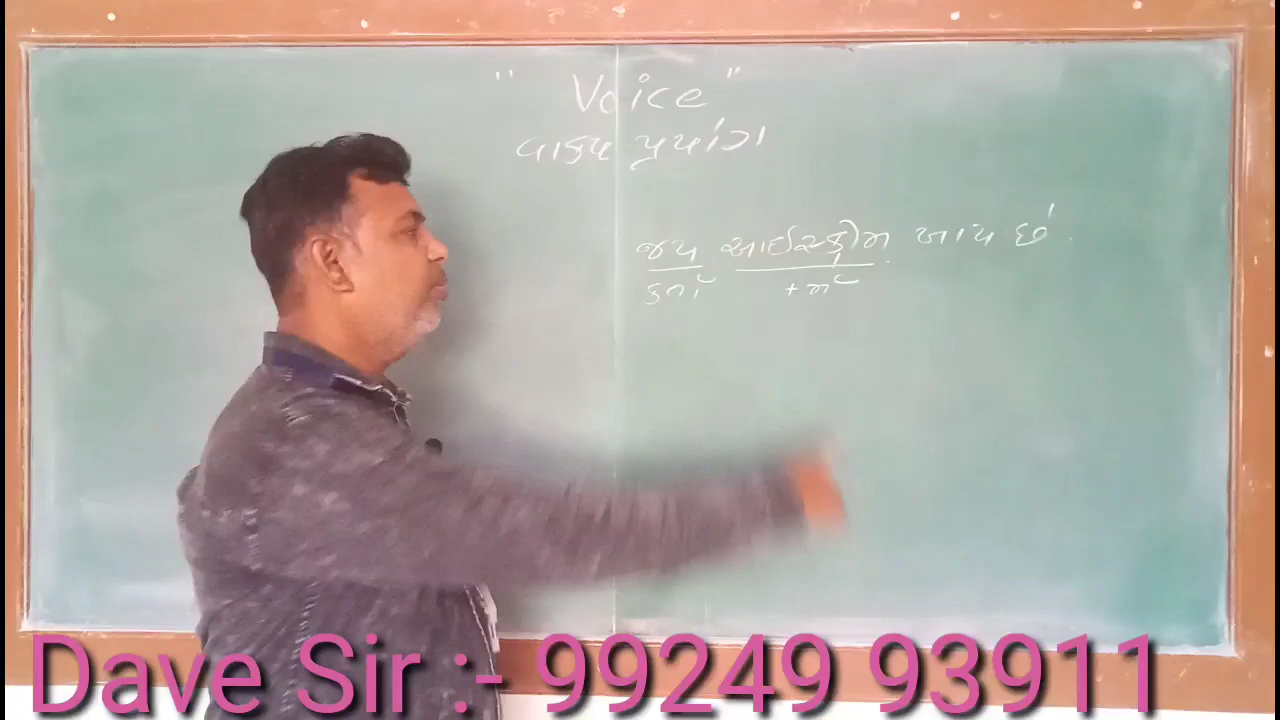 " Voice "
વાક્ય પ્રયોગ
જય આઈસ્ક્રીમ ખાય છે.
કર્તા કર્મ
Dave Sir :- 99249 93911